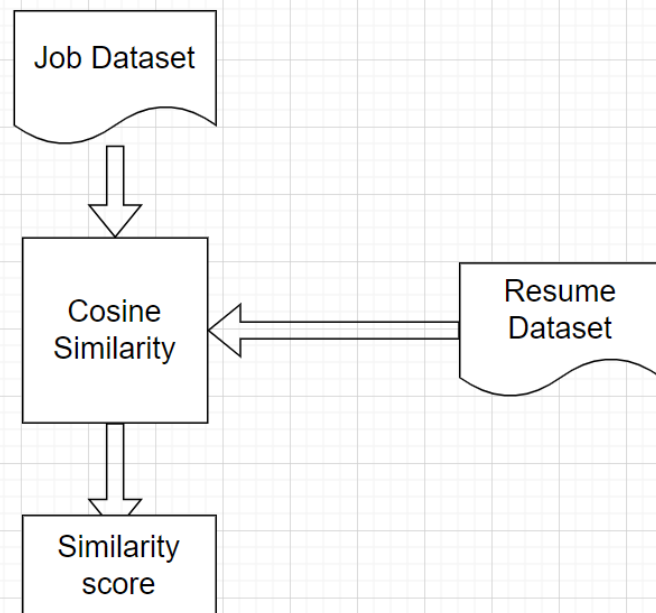 Job Dataset
Cosine
Similarity
Resume
Dataset
Similarity
score